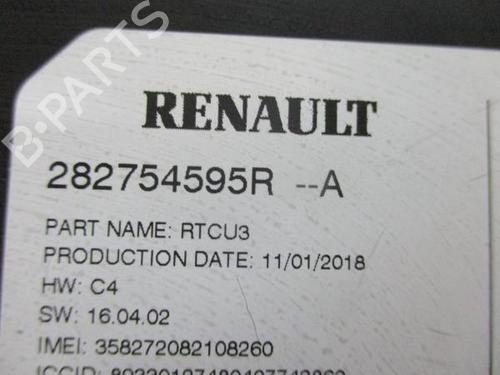 B-PARTS
RENAULT
282754595R --A
PART NAME: RTCU3
PRODUCTION DATE: 11/01/2018
HW: C4
SW: 16.04.02
IMEI: 358272082108260
ICCID: